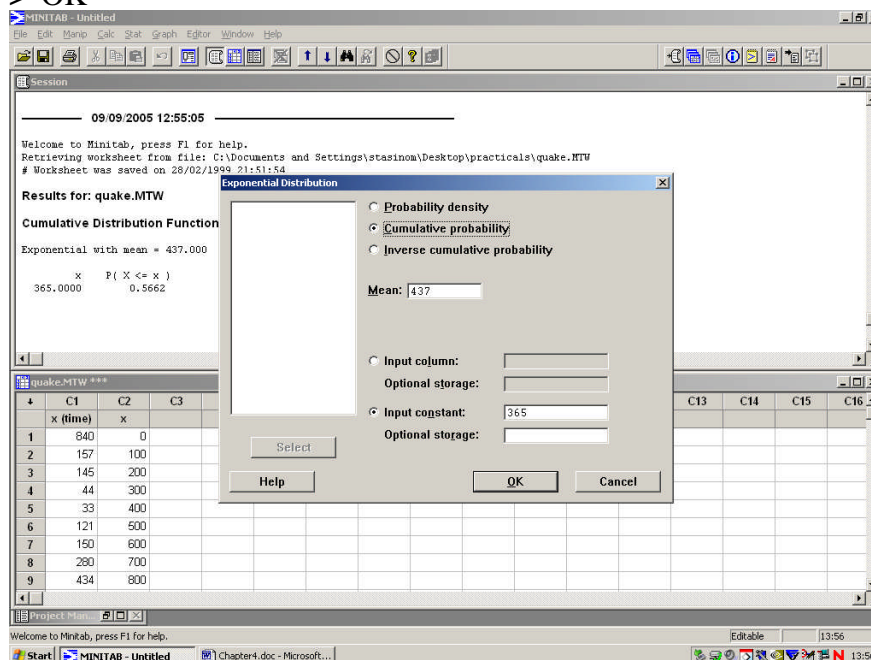 > OK
MINITAB - Untitled
File Edit Manip Calc Stat Graph Editor Window Help
Session
09/09/2005 12:55:05
Welcome to Minitab, press F1 for help.
Retrieving worksheet from file: C:\Documents and Settings\stasinom\Desktop\practicals\quake.MTW
# Worksheet was saved on 28/02/1999 21:51:54
Results for: quake.MTW
Cumulative Distribution Function
Exponential with mean = 437.000
x P( X <= x )
365.0000 0.5662
Exponential Distribution
Probability density
Cumulative probability
Inverse cumulative probability
Mean: 437
Input column:
Optional storage:
Input constant: 365
Optional storage:
Select
Help OK Cancel
quake.MTW ***
C1 C2 C3 C13 C14 C15 C16
x (time) x
1 840 0
2 157 100
3 145 200
4 44 300
5 33 400
6 121 500
7 150 600
8 280 700
9 434 800
Project Man...
Welcome to Minitab, press F1 for help. Editable 13:56
Start MINITAB - Untitled Chapter4.doc - Microsoft... 13:56